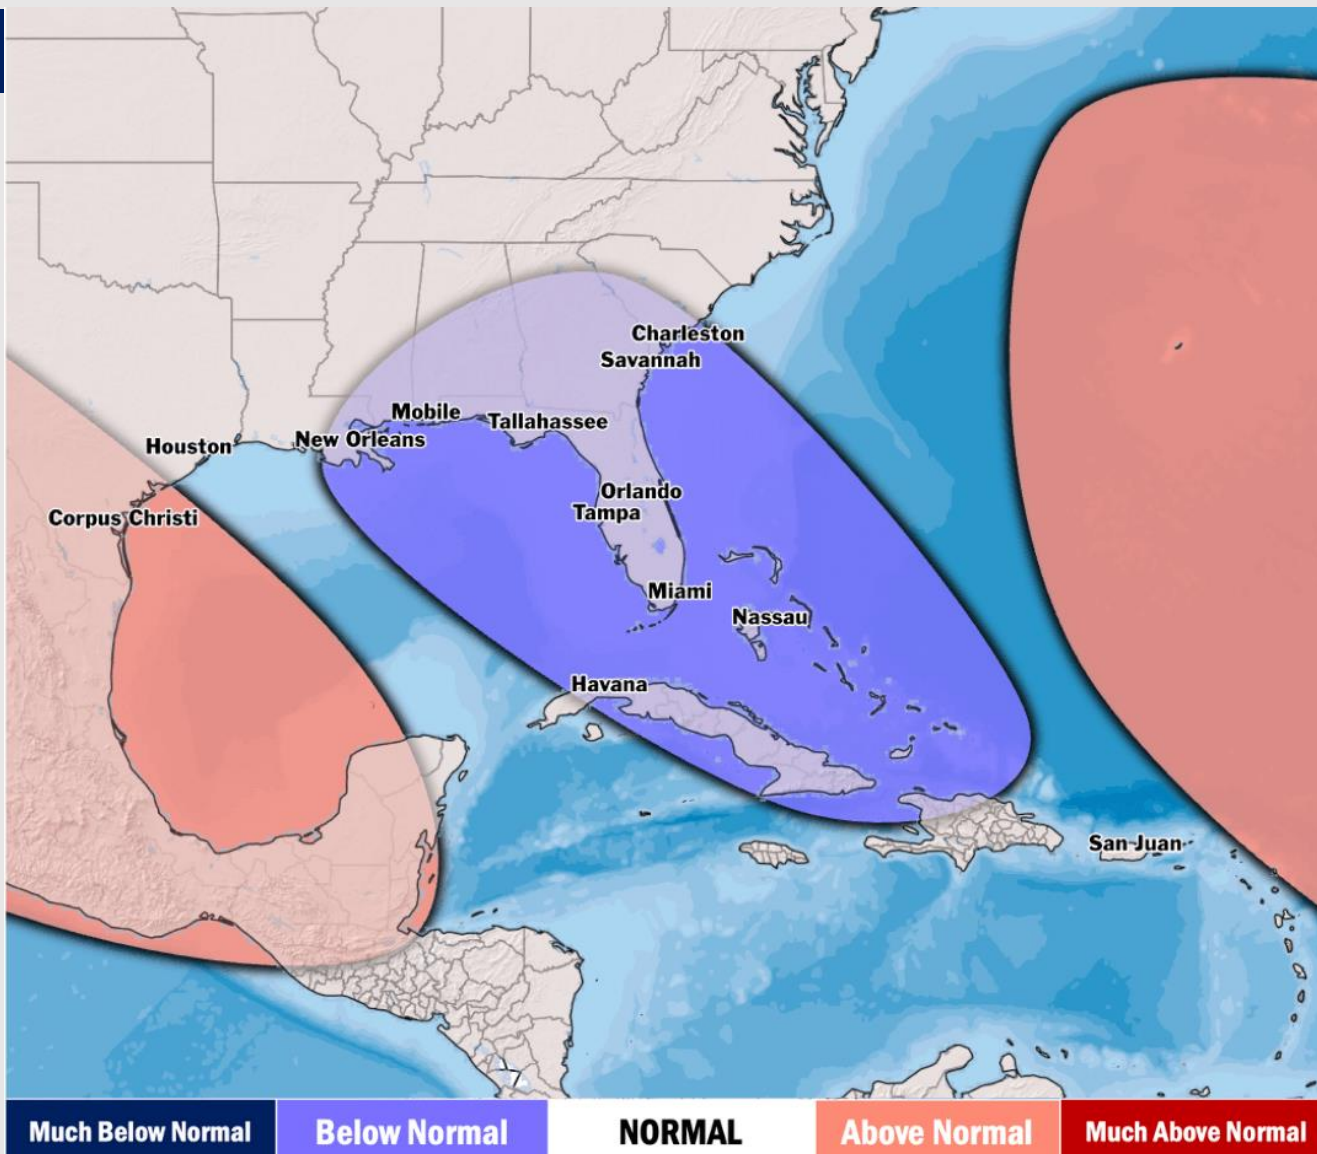 Charleston
Savannah
Mobile
Tallahassee
New Orleans
Houston
Orlando
Tampa
Corpus Christi
Miami
Nassau
Havana
San Juan
Much Below Normal
Below Normal
NORMAL
Above Normal
Much Above Normal